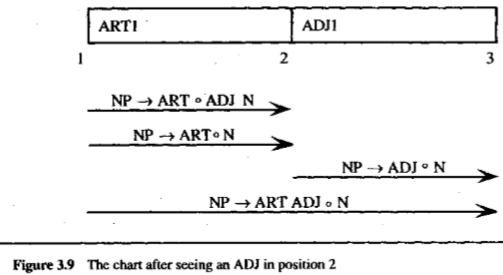 ART1 ADJ1
1 2 3
NP → ART ∘ ADJ N
NP → ART ∘ N
NP → ADJ ∘ N
NP → ART ADJ ∘ N
Figure 3.9 The chart after seeing an ADJ in position 2